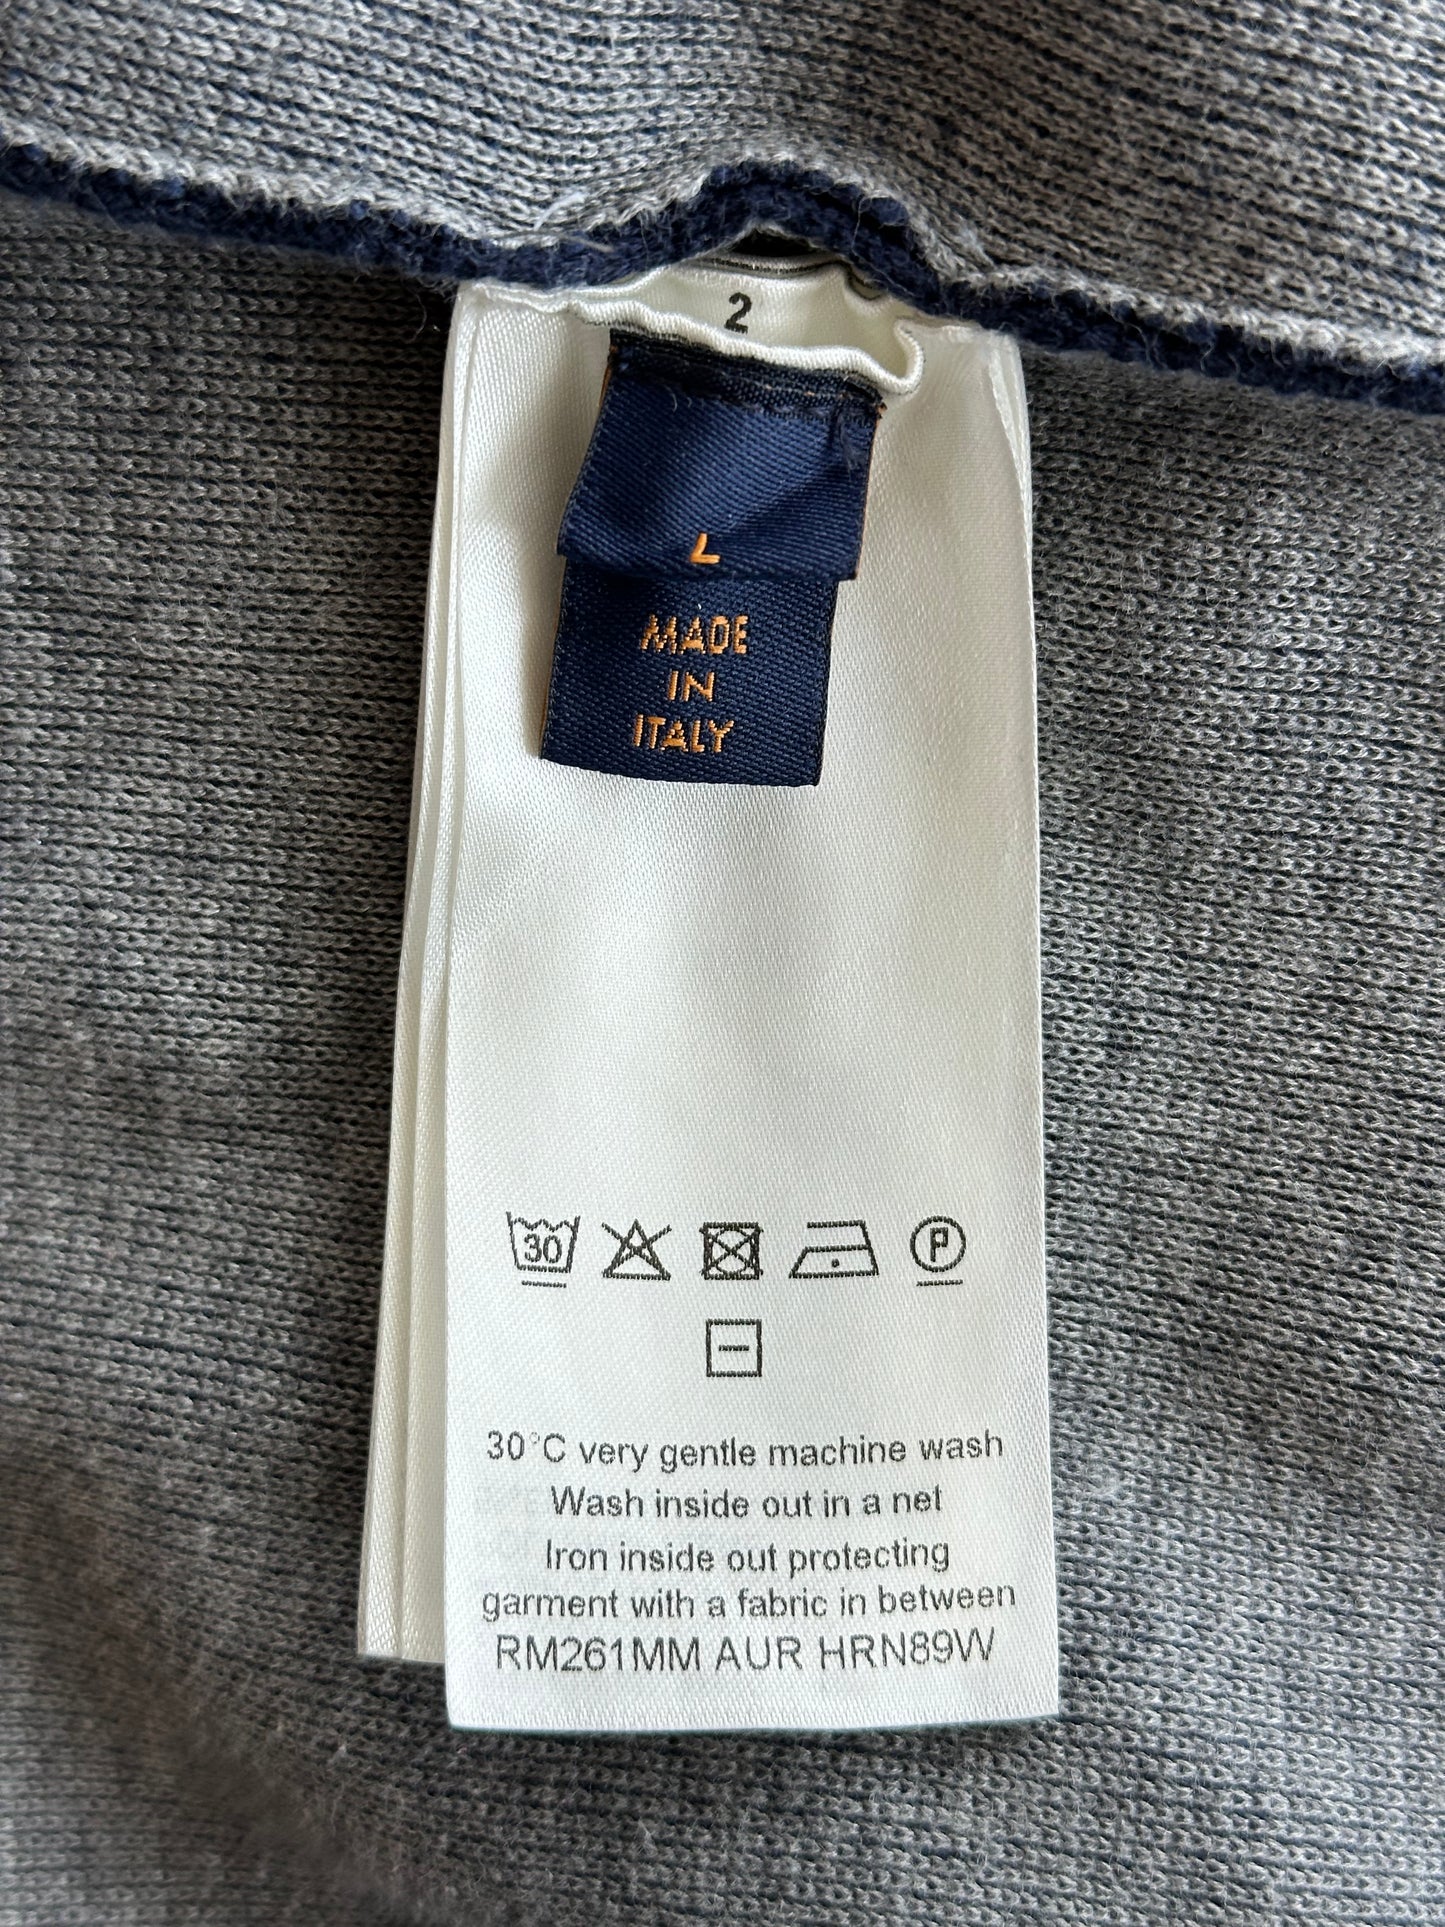 2
L
MADE
IN
ITALY
30
P
30°C very gentle machine wash
Wash inside out in a net
Iron inside out protecting
garment with a fabric in between
RM261MM AUR HRN89W